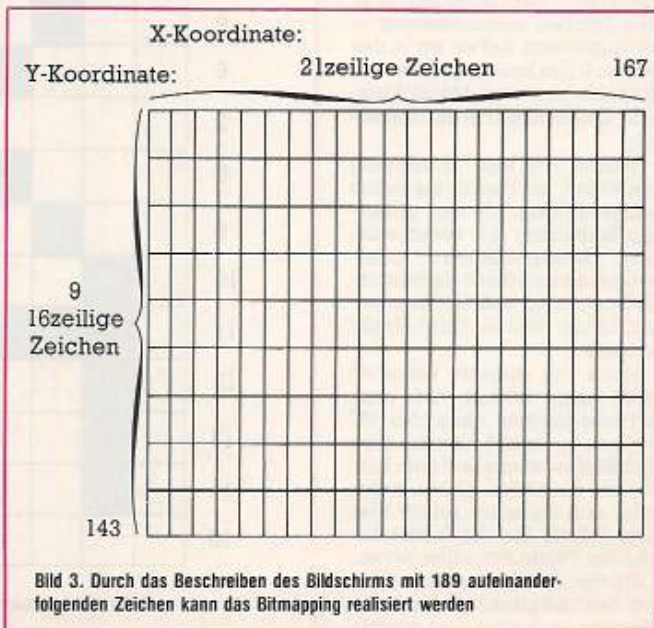 X-Koordinate:
Y-Koordinate:
21zeilige Zeichen
167
9
16zeilige
Zeichen
143
Bild 3. Durch das Beschreiben des Bildschirms mit 189 aufeinander-
folgenden Zeichen kann das Bitmapping realisiert werden